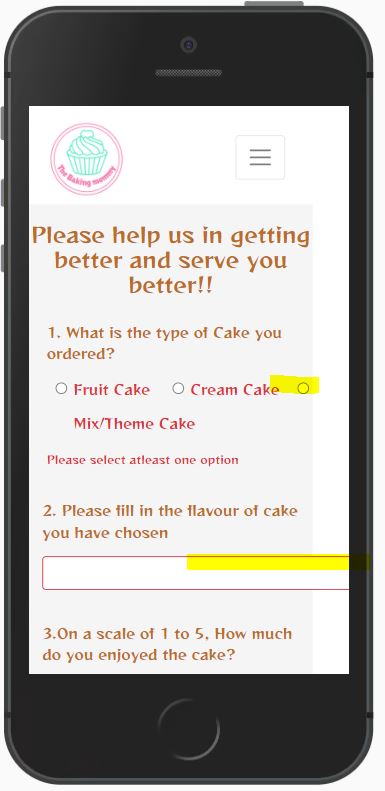 The Baking mommy
Please help us in getting
better and serve you
better!!
1. What is the type of Cake you
ordered?
Fruit Cake Cream Cake
Mix/Theme Cake
Please select atleast one option
2. Please fill in the flavour of cake
you have chosen
3.On a scale of 1 to 5, How much
do you enjoyed the cake?